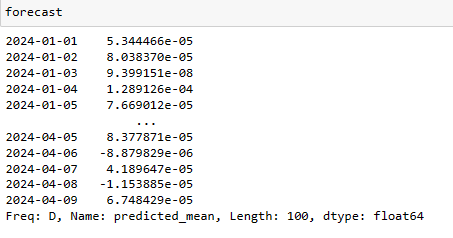 forecast
2024-01-01    5.344466e-05
2024-01-02    8.038370e-05
2024-01-03    9.399151e-08
2024-01-04    1.289126e-04
2024-01-05    7.669012e-05
                  ...
2024-04-05    8.377871e-05
2024-04-06   -8.879829e-06
2024-04-07    4.189647e-05
2024-04-08   -1.153885e-05
2024-04-09    6.748429e-05
Freq: D, Name: predicted_mean, Length: 100, dtype: float64